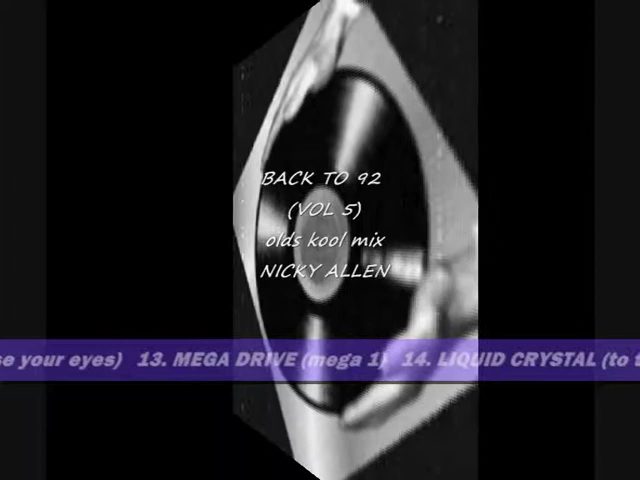 BACK TO 92
(VOL 5)
olds kool mix
NICKY ALLEN
se your eyes) 13. MEGA DRIVE (mega 1) 14. LIQUID CRYSTAL (to t